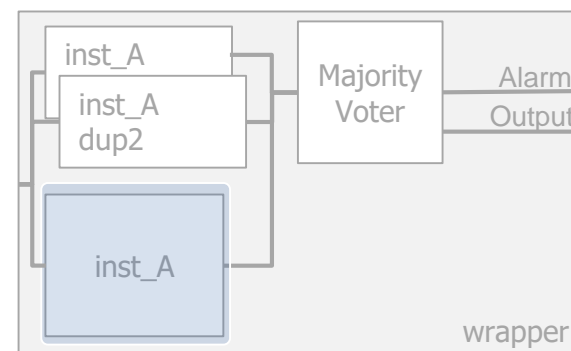 inst_A
inst_A
dup2
inst_A
Majority
Voter
Alarm
Output
wrapper